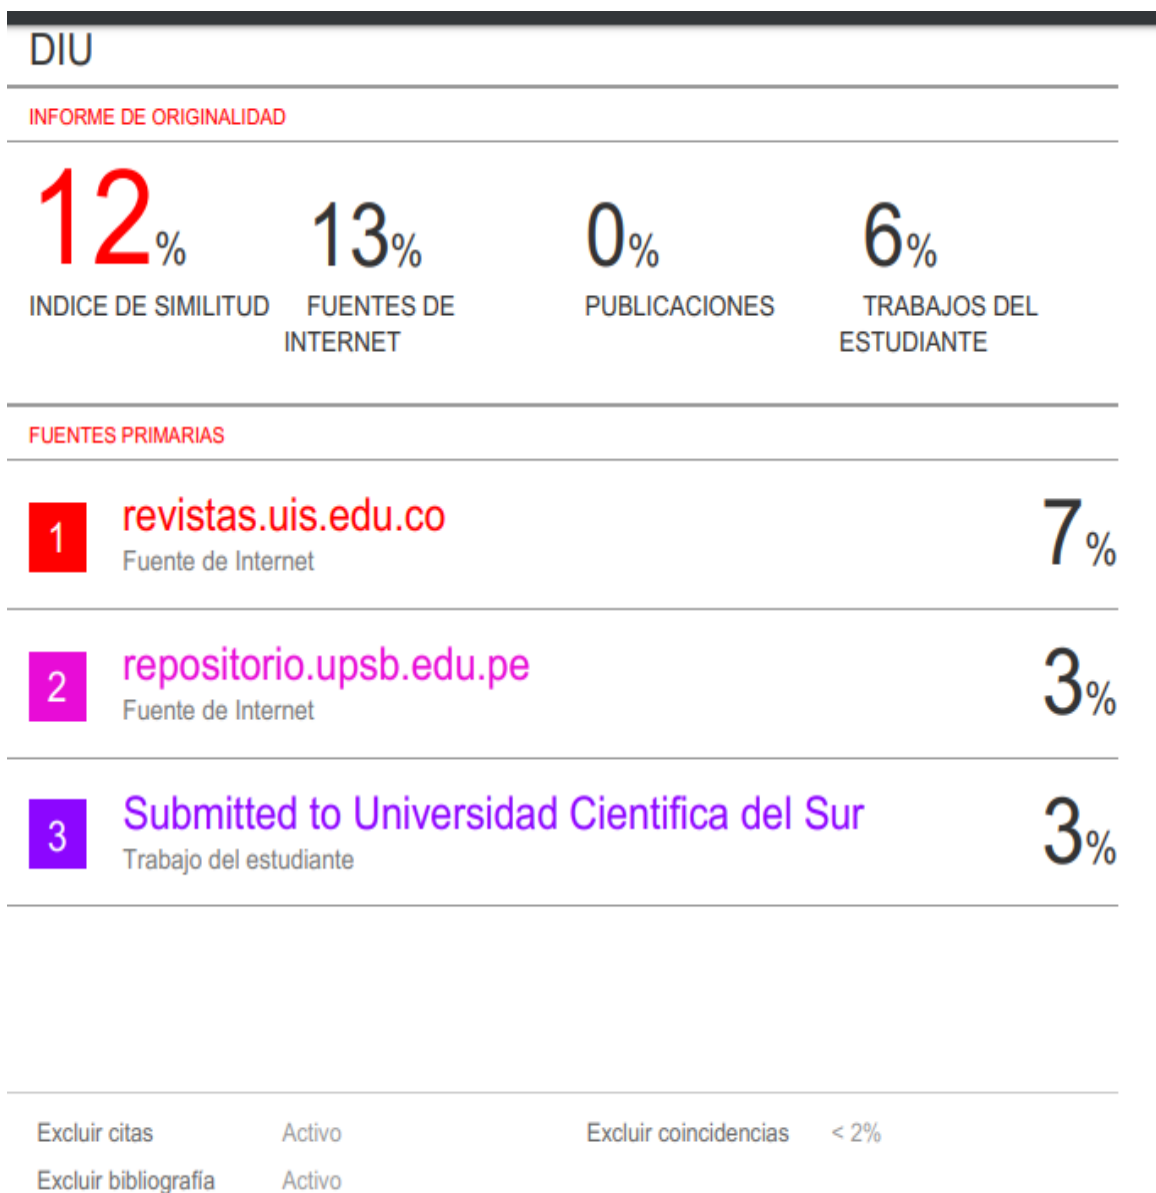 DIU
INFORME DE ORIGINALIDAD
12% 13% 0% 6%
INDICE DE SIMILITUD FUENTES DE PUBLICACIONES TRABAJOS DEL
INTERNET ESTUDIANTE
FUENTES PRIMARIAS
1 revistas.uis.edu.co 7%
Fuente de Internet
2 repositorio.upsb.edu.pe 3%
Fuente de Internet
3 Submitted to Universidad Cientifica del Sur 3%
Trabajo del estudiante
Excluir citas Activo Excluir coincidencias < 2%
Excluir bibliografía Activo